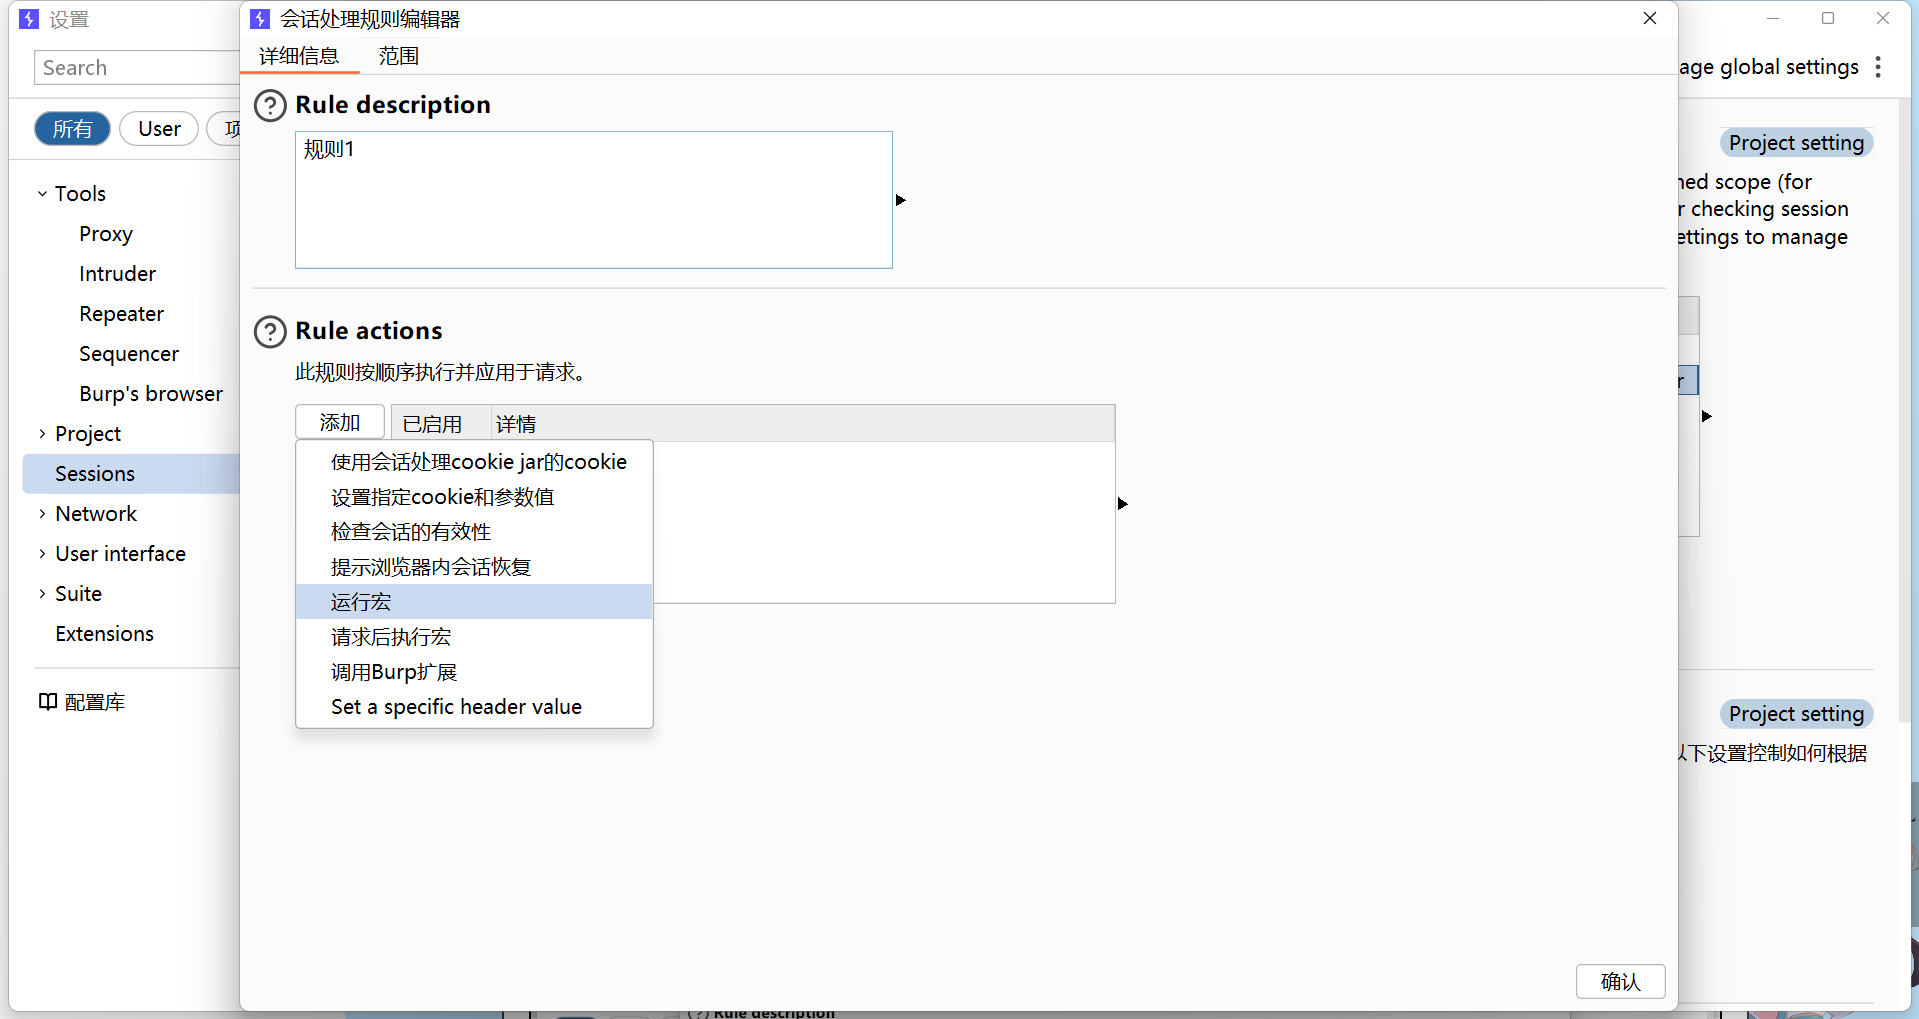 设置
会话处理规则编辑器
详细信息
范围
Search
age global settings
所有
User
Rule description
规则1
Project setting
ned scope (for
r checking session
ettings to manage
Tools
Proxy
Intruder
Repeater
Sequencer
Burp's browser
Project
Sessions
Network
User interface
Suite
Extensions
配置库
Rule actions
此规则按顺序执行并应用于请求。
添加
已启用
详情
使用会话处理cookie jar的cookie
设置指定cookie和参数值
检查会话的有效性
提示浏览器内会话恢复
运行宏
请求后执行宏
调用Burp扩展
Set a specific header value
r
Project setting
以下设置控制如何根据
确认
Rule description